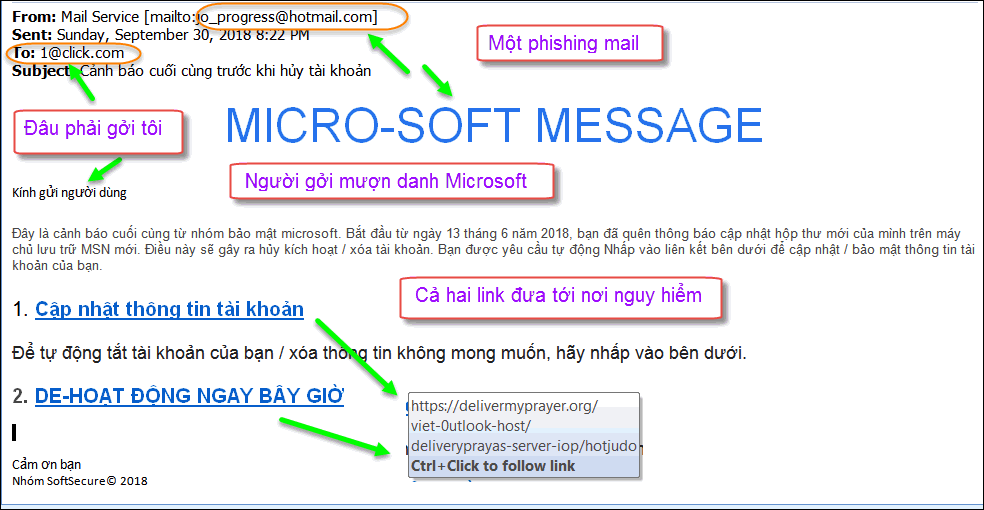 From: Mail Service [mailto:jo_progress@hotmail.com]
Sent: Sunday, September 30, 2018 8:22 PM
To: 1@click.com
Subject: Cảnh báo cuối cùng trước khi hủy tài khoản
Một phishing mail
Đâu phải gởi tôi
MICRO-SOFT MESSAGE
Người gởi mượn danh Microsoft
Kính gửi người dùng
Đây là cảnh báo cuối cùng từ nhóm bảo mật microsoft. Bắt đầu từ ngày 13 tháng 6 năm 2018, bạn đã quên thông báo cập nhật hộp thư mới của mình trên máy
chủ lưu trữ MSN mới. Điều này sẽ gây ra hủy kích hoạt / xóa tài khoản. Bạn được yêu cầu tự động Nhấp vào liên kết bên dưới để cập nhật / bảo mật thông tin tài
khoản của bạn.
Cả hai link đưa tới nơi nguy hiểm
1. Cập nhật thông tin tài khoản
Để tự động tắt tài khoản của bạn / xóa thông tin không mong muốn, hãy nhấp vào bên dưới.
2. DE-HOẠT ĐỘNG NGAY BÂY GIỜ
https://delivermyprayer.org/
viet-0utlook-host/
deliveryprayas-server-iop/hotjudo
Ctrl+Click to follow link
Cảm ơn bạn
Nhóm SoftSecure© 2018